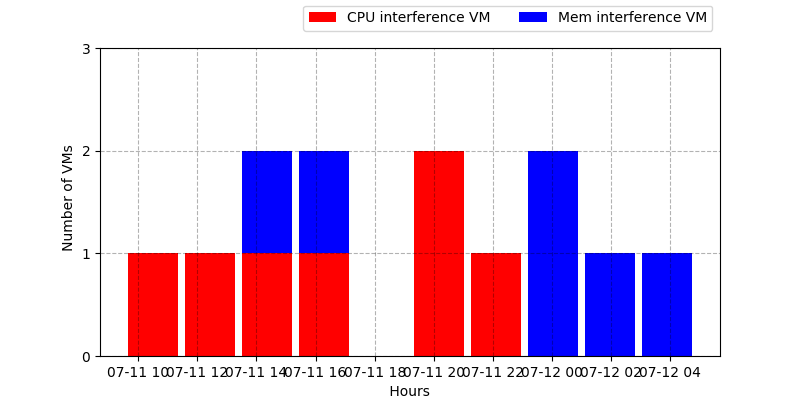 CPU interference VM Mem interference VM
3
2
1
0
Number of VMs
07-11 10 07-11 12 07-11 14 07-11 16 07-11 18 07-11 20 07-11 22 07-12 00 07-12 02 07-12 04
Hours